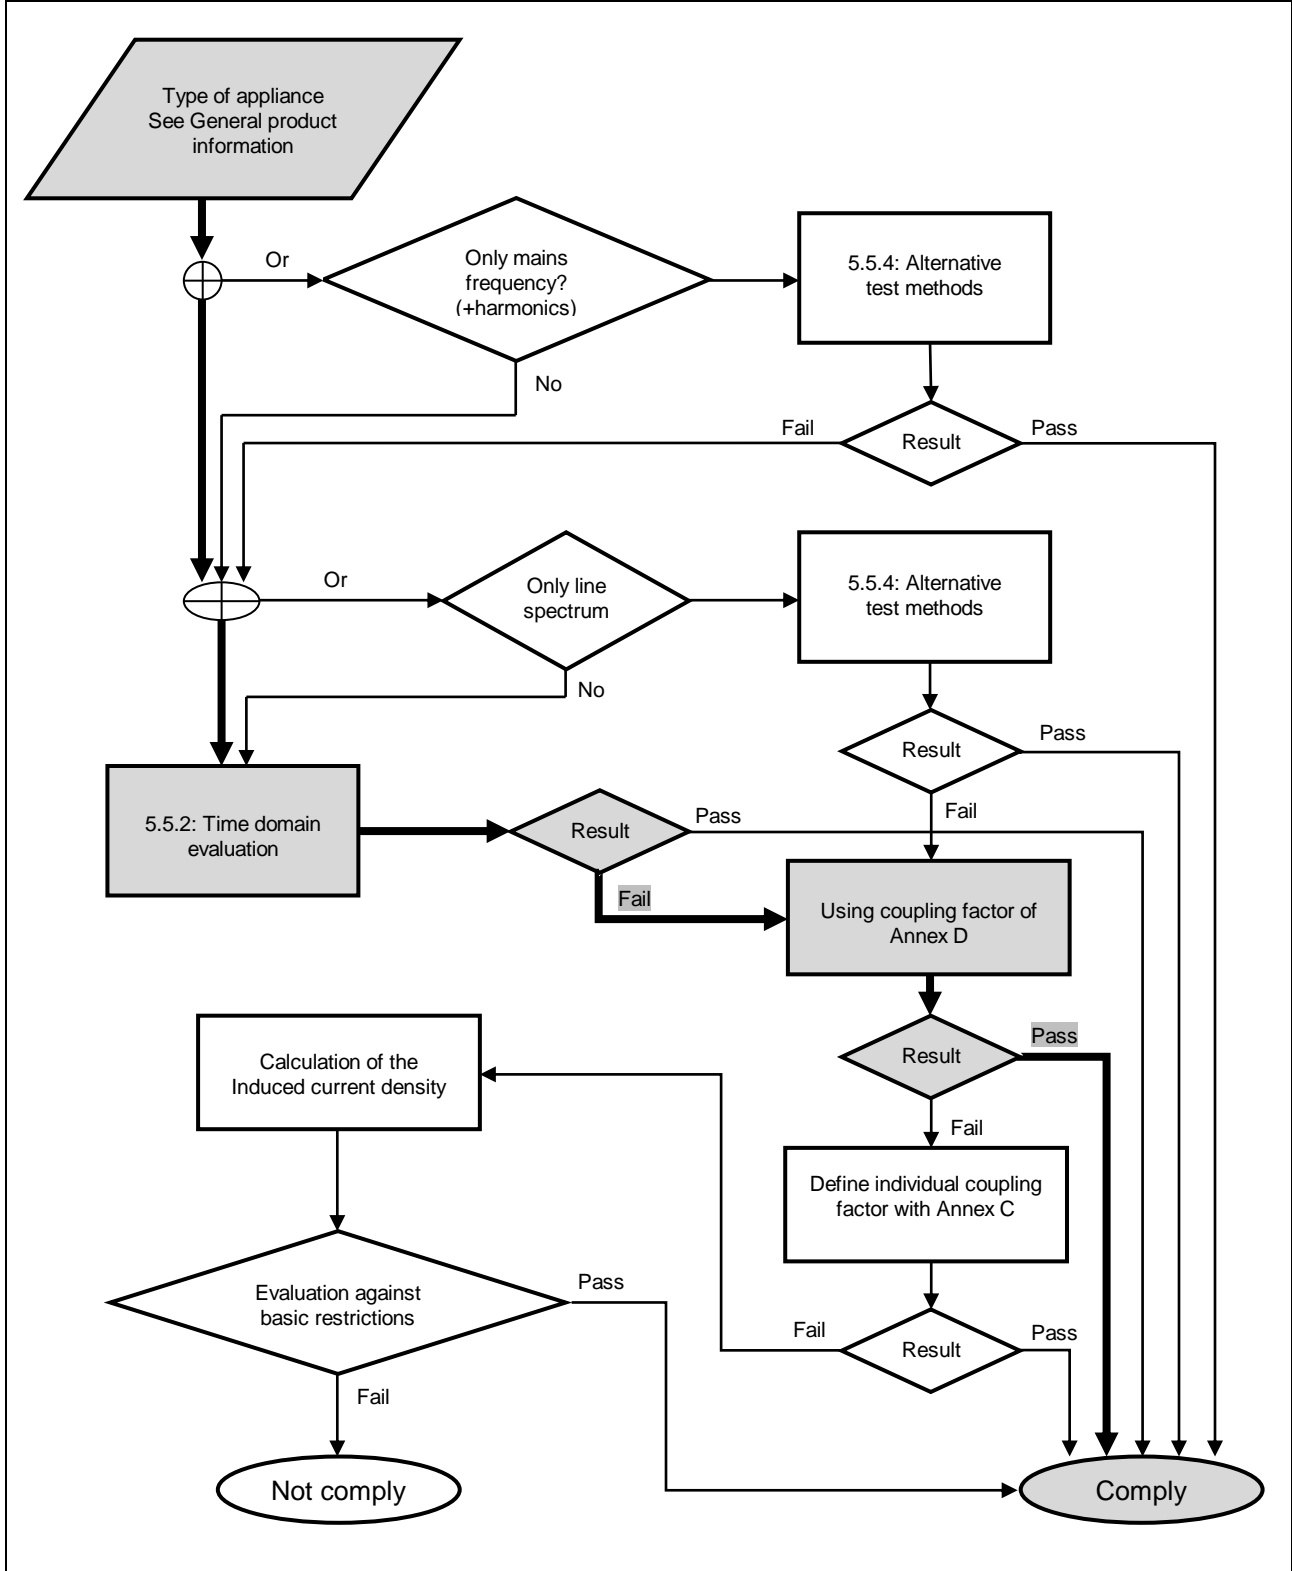 Type of appliance
See General product
information
Or
Only mains
frequency?
(+harmonics)
5.5.4: Alternative
test methods
No
Fail
Result
Pass
Or
Only line
spectrum
5.5.4: Alternative
test methods
No
Result
Pass
Fail
5.5.2: Time domain
evaluation
Result
Pass
Fail
Using coupling factor of
Annex D
Result
Pass
Fail
Calculation of the
Induced current density
Define individual coupling
factor with Annex C
Evaluation against
basic restrictions
Pass
Fail
Result
Pass
Fail
Not comply
Comply